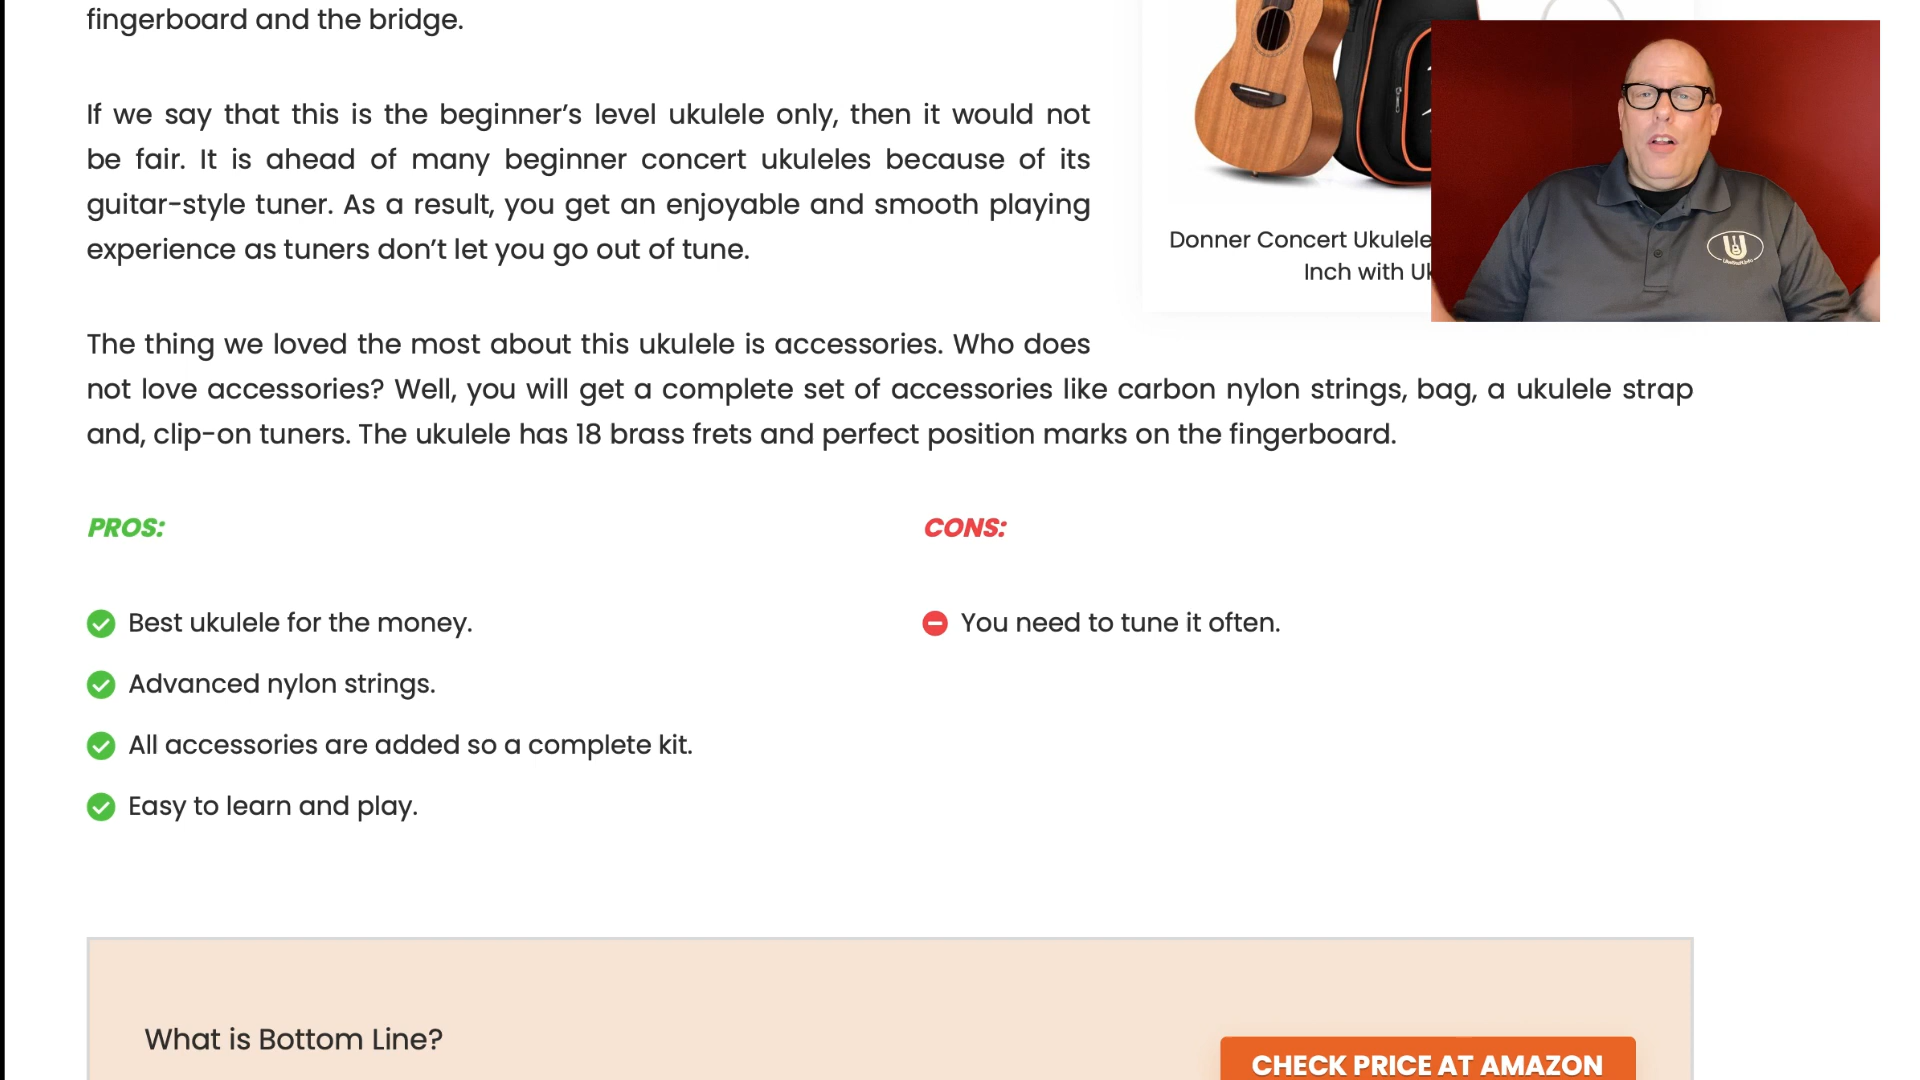 fingerboard and the bridge.
If we say that this is the beginner’s level ukulele only, then it would not
be fair. It is ahead of many beginner concert ukuleles because of its
guitar-style tuner. As a result, you get an enjoyable and smooth playing
experience as tuners don’t let you go out of tune.
Donner Concert Ukulele
Inch with
U
The thing we loved the most about this ukulele is accessories. Who does
not love accessories? Well, you will get a complete set of accessories like carbon nylon strings, bag, a ukulele strap
and, clip-on tuners. The ukulele has 18 brass frets and perfect position marks on the fingerboard.
PROS:
Best ukulele for the money.
Advanced nylon strings.
All accessories are added so a complete kit.
Easy to learn and play.
CONS:
You need to tune it often.
What is Bottom Line?
CHECK PRICE AT AMAZON